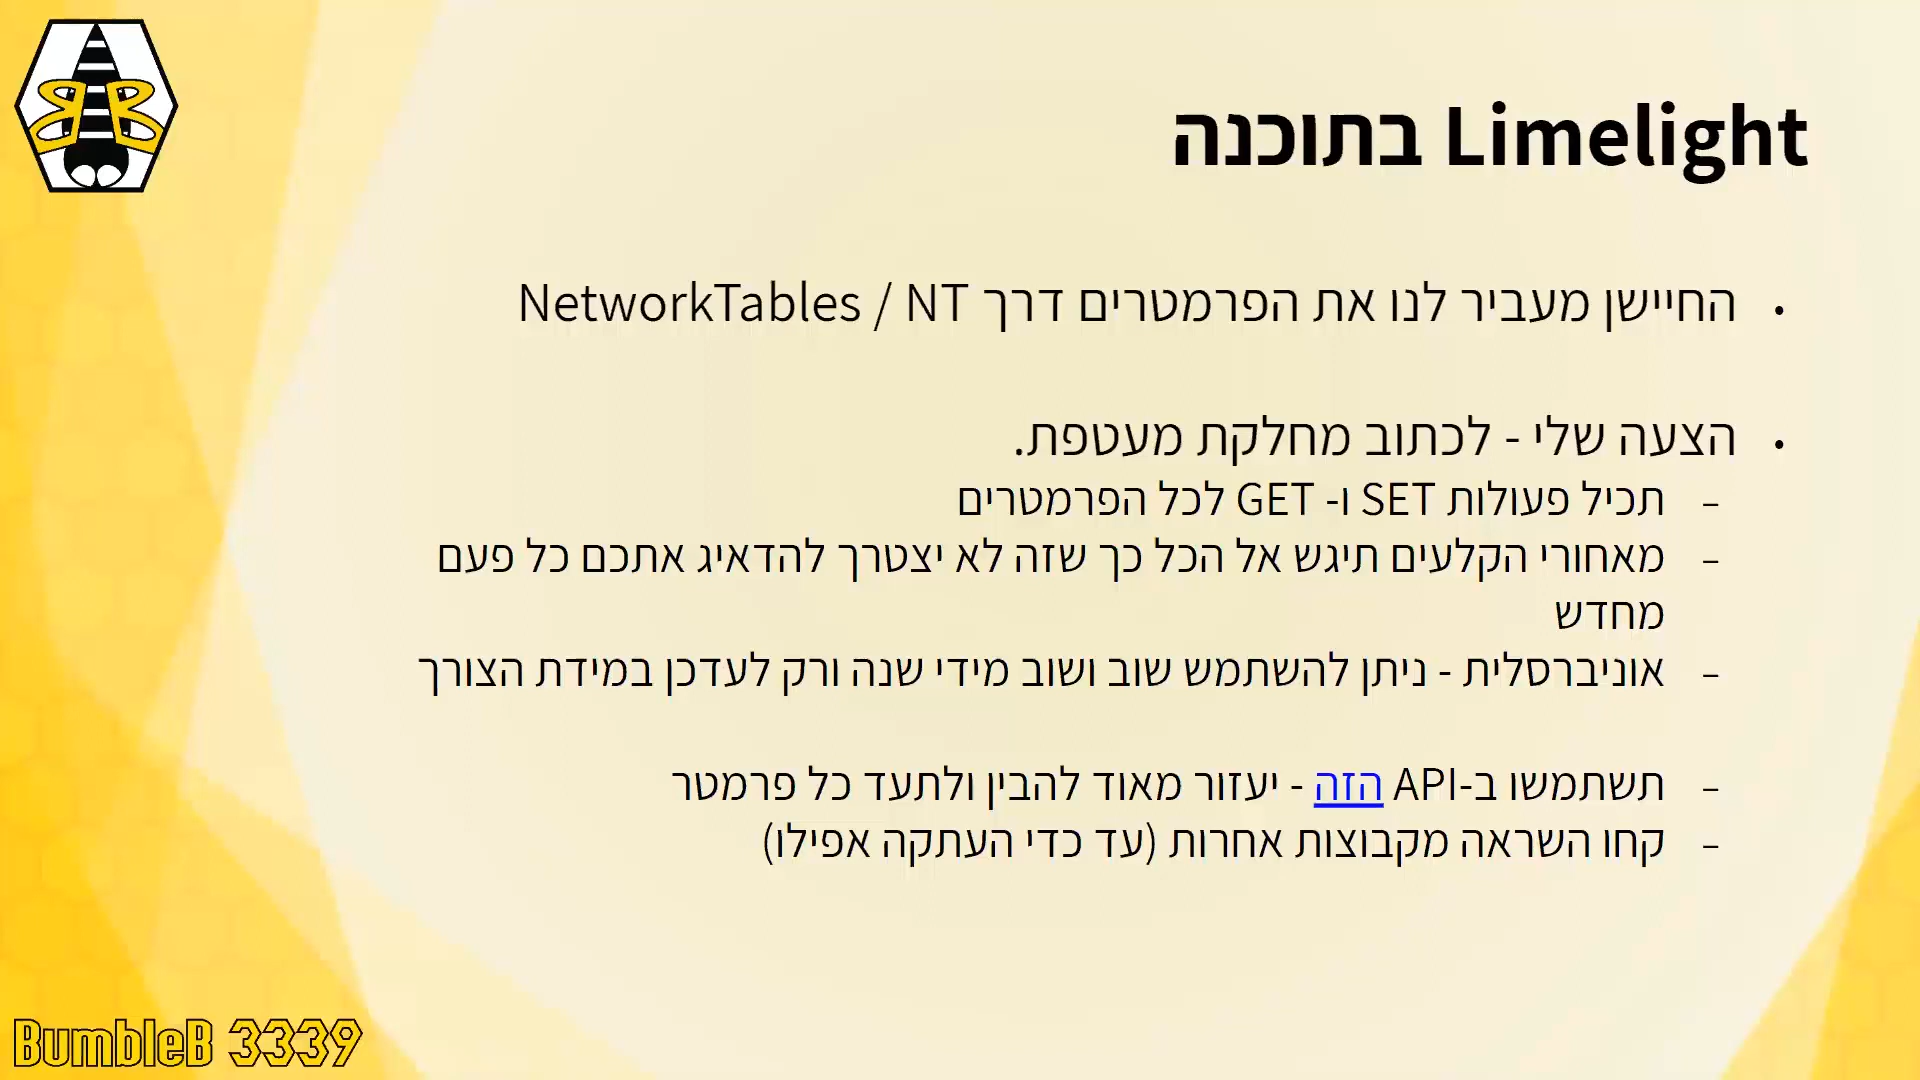 Limelight בתוכנה
• החיישן מעביר לנו את הפרמטרים דרך NetworkTables / NT
• הצעה שלי - לכתוב מחלקת מעטפת.
– תכיל פעולות SET ו- GET לכל הפרמטרים
– מאחורי הקלעים תיגש אל הכל כך שזה לא יצטרך להדאיג אתכם כל פעם
מחדש
– אוניברסלית - ניתן להשתמש שוב ושוב מידי שנה ורק לעדכן במידת הצורך
– תשתמשו ב-API הזה - יעזור מאוד להבין ולתעד כל פרמטר
– קחו השראה מקבוצות אחרות (עד כדי העתקה אפילו)
BumbleB 3339